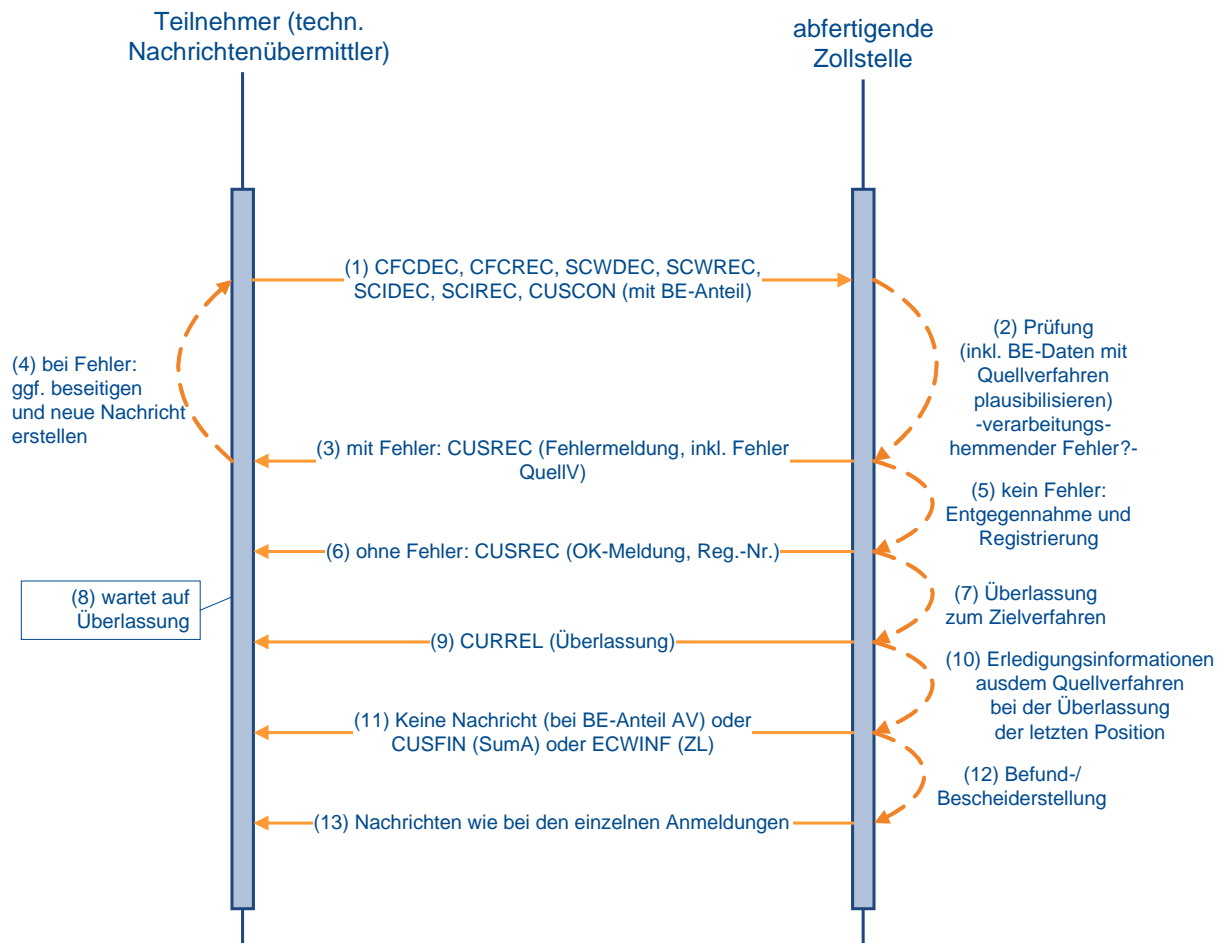 Teilnehmer (techn.
Nachrichtenübermittler)
abfertigende
Zollstelle
(1) CFCDEC, CFCREC, SCWDEC, SCWREC,
SCIDEC, SCIREC, CUSCON (mit BE-Anteil)
(2) Prüfung
(inkl. BE-Daten mit
Quellverfahren
plausibilisieren)
-verarbeitungs-
hemmender Fehler?-
(4) bei Fehler:
ggf. beseitigen
und neue Nachricht
erstellen
(3) mit Fehler: CUSREC (Fehlermeldung, inkl. Fehler
QuellV)
(5) kein Fehler:
Entgegennahme und
Registrierung
(6) ohne Fehler: CUSREC (OK-Meldung, Reg.-Nr.)
(8) wartet auf
Überlassung
(7) Überlassung
zum Zielverfahren
(9) CURREL (Überlassung)
(10) Erledigungsinformationen
ausdem Quellverfahren
bei der Überlassung
der letzten Position
(11) Keine Nachricht (bei BE-Anteil AV) oder
CUSFIN (SumA) oder ECWINF (ZL)
(12) Befund-/
Bescheiderstellung
(13) Nachrichten wie bei den einzelnen Anmeldungen